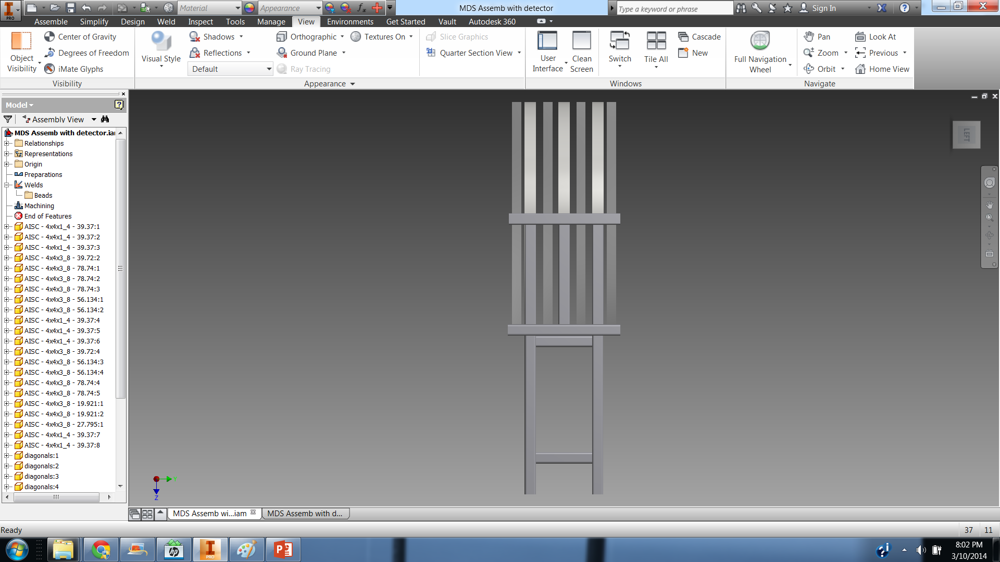 PRO
Material
Appearance
MDS Assemb with detector
Type a keyword or phrase
Sign In
Assemble Simplify Design Weld Inspect Tools Manage View Environments Get Started Vault Autodesk 360
Object
Visibility
Center of Gravity
Degrees of Freedom
iMate Glyphs
Visibility
Visual Style
Shadows
Reflections
Default
Orthographic
Ground Plane
Ray Tracing
Textures On
Slice Graphics
Quarter Section View
Appearance
User
Interface
Clean
Screen
Switch
Tile All
Cascade
New
Windows
Full Navigation
Wheel
Pan
Zoom
Orbit
Look At
Previous
Home View
Navigate
Model
Assembly View
MDS Assemb with detector.ia
Relationships
Representations
Origin
Preparations
Welds
Beads
Machining
End of Features
AISC - 4x4x1_4 - 39.37:1
AISC - 4x4x1_4 - 39.37:2
AISC - 4x4x1_4 - 39.37:3
AISC - 4x4x3_8 - 39.72:2
AISC - 4x4x3_8 - 78.74:1
AISC - 4x4x3_8 - 78.74:2
AISC - 4x4x3_8 - 78.74:3
AISC - 4x4x3_8 - 56.134:1
AISC - 4x4x3_8 - 56.134:2
AISC - 4x4x1_4 - 39.37:4
AISC - 4x4x1_4 - 39.37:5
AISC - 4x4x1_4 - 39.37:6
AISC - 4x4x3_8 - 39.72:4
AISC - 4x4x3_8 - 56.134:3
AISC - 4x4x3_8 - 56.134:4
AISC - 4x4x3_8 - 78.74:4
AISC - 4x4x3_8 - 78.74:5
AISC - 4x4x3_8 - 19.921:1
AISC - 4x4x3_8 - 19.921:2
AISC - 4x4x3_8 - 27.795:1
AISC - 4x4x1_4 - 39.37:7
AISC - 4x4x1_4 - 39.37:8
diagonals:1
diagonals:2
diagonals:3
diagonals:4
LEFT
Y
Z
MDS Assemb wi...iam
MDS Assemb with d...
Ready
37 11
hp
PRO
8:02 PM
3/10/2014